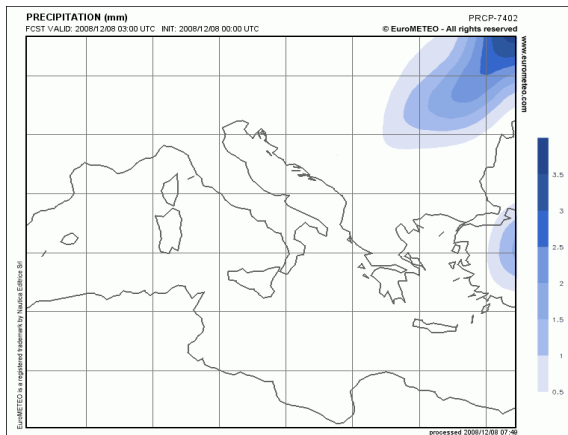 PRECIPITATION (mm)
PRCP-7402
FCST VALID: 2008/12/08 03:00 UTC INIT: 2008/12/08 00:00 UTC
© EuroMETEO - All rights reserved
www.eurometeo.com
3.5
3
2.5
2
1.5
1
0.5
EuroMETEO is a registered trademark by Nautica Editrice Srl
processed 2008/12/08 07:49